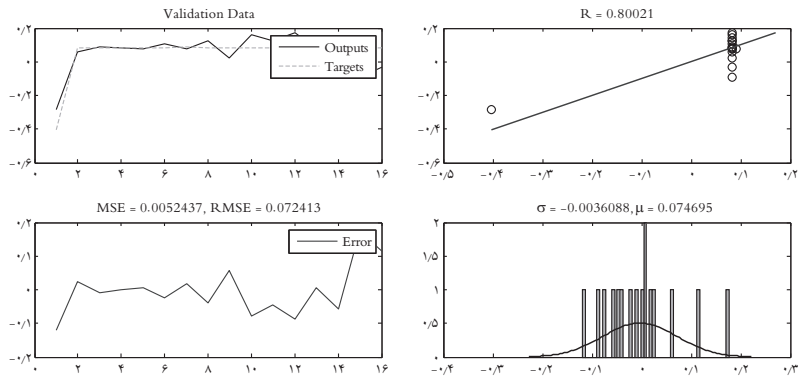 Validation Data
۰/۲
۰
−۰/۲
−۰/۴
−۰/۶
Outputs
Targets
۰ ۲ ۴ ۶ ۸ ۱۰ ۱۲ ۱۴ ۱۶
R = 0.80021
۰/۲
۰
−۰/۲
−۰/۴
−۰/۶
−۰/۵ −۰/۴ −۰/۳ −۰/۲ −۰/۱ ۰ ۰/۱ ۰/۲
MSE = 0.0052437, RMSE = 0.072413
۰/۲
۰/۱
۰
−۰/۱
−۰/۲
Error
۰ ۲ ۴ ۶ ۸ ۱۰ ۱۲ ۱۴ ۱۶
σ = −0.0036088, μ = 0.074695
۲
۱/۵
۱
۰/۵
۰
−۰/۴ −۰/۳ −۰/۲ −۰/۱ ۰ ۰/۱ ۰/۲ ۰/۳